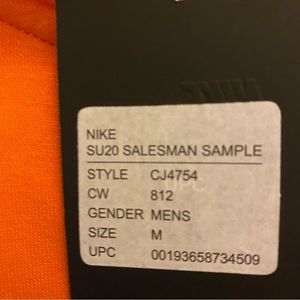 NIKE
SU20 SALESMAN SAMPLE
STYLE CJ4754
CW 812
GENDER MENS
SIZE M
UPC 00193658734509